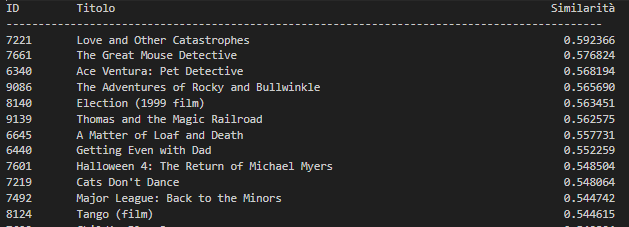 ID Titolo Similarità
--------------------------------------------------------------------------------
7221 Love and Other Catastrophes 0.592366
7661 The Great Mouse Detective 0.576824
6340 Ace Ventura: Pet Detective 0.568194
9086 The Adventures of Rocky and Bullwinkle 0.565690
8140 Election (1999 film) 0.563451
9139 Thomas and the Magic Railroad 0.562575
6645 A Matter of Loaf and Death 0.557731
6440 Getting Even with Dad 0.552259
7601 Halloween 4: The Return of Michael Myers 0.548504
7219 Cats Don't Dance 0.548064
7492 Major League: Back to the Minors 0.544742
8124 Tango (film) 0.544615